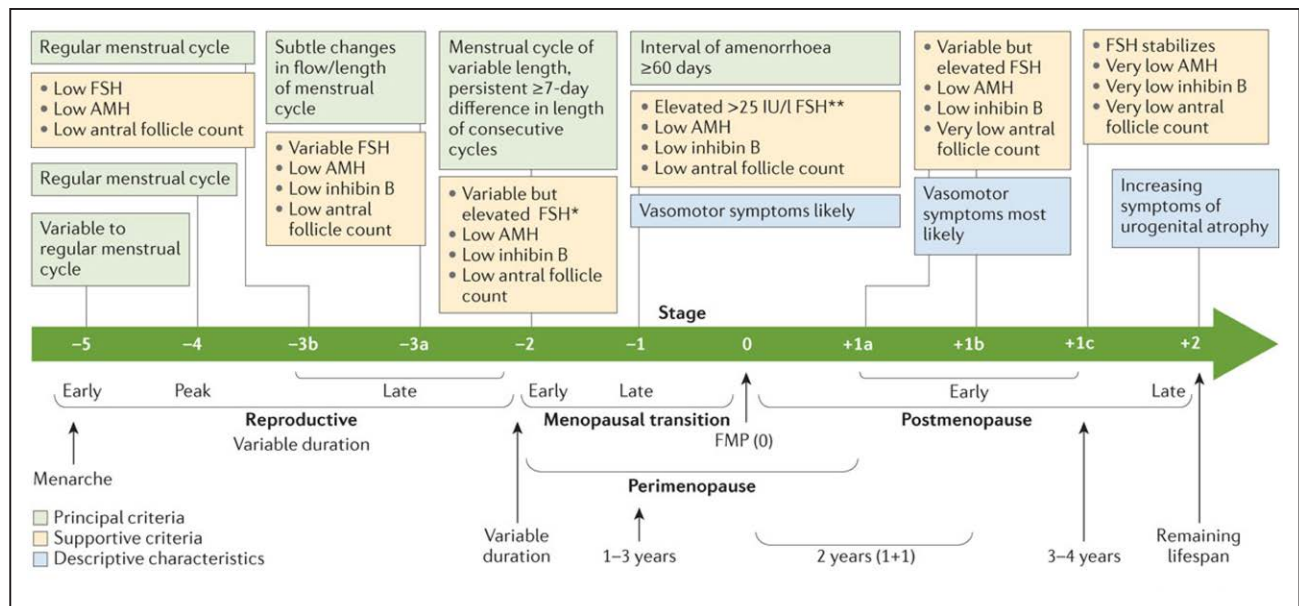 Regular menstrual cycle
• Low FSH
• Low AMH
• Low antral follicle count
Regular menstrual cycle
Variable to
regular menstrual
cycle
Subtle changes
in flow/length
of menstrual
cycle
• Variable FSH
• Low AMH
• Low inhibin B
• Low antral
follicle count
Menstrual cycle of
variable length,
persistent ≥7-day
difference in length
of consecutive
cycles
• Variable but
elevated FSH*
• Low AMH
• Low inhibin B
• Low antral follicle
count
Interval of amenorrhoea
≥60 days
• Elevated >25 IU/l FSH**
• Low AMH
• Low inhibin B
• Low antral follicle count
Vasomotor symptoms likely
• Variable but
elevated FSH
• Low AMH
• Low inhibin B
• Very low antral
follicle count
Vasomotor
symptoms most
likely
• FSH stabilizes
• Very low AMH
• Very low inhibin B
• Very low antral
follicle count
Increasing
symptoms of
urogenital atrophy
Stage
−5 −4 −3b −3a −2 −1 0 +1a +1b +1c +2
Early Peak Late Early Late Early Late
Reproductive Menopausal transition Postmenopause
Variable duration
FMP (0)
Menarche
Perimenopause
Principal criteria
Supportive criteria
Descriptive characteristics
Variable
duration
1–3 years
2 years (1+1)
3–4 years
Remaining
lifespan